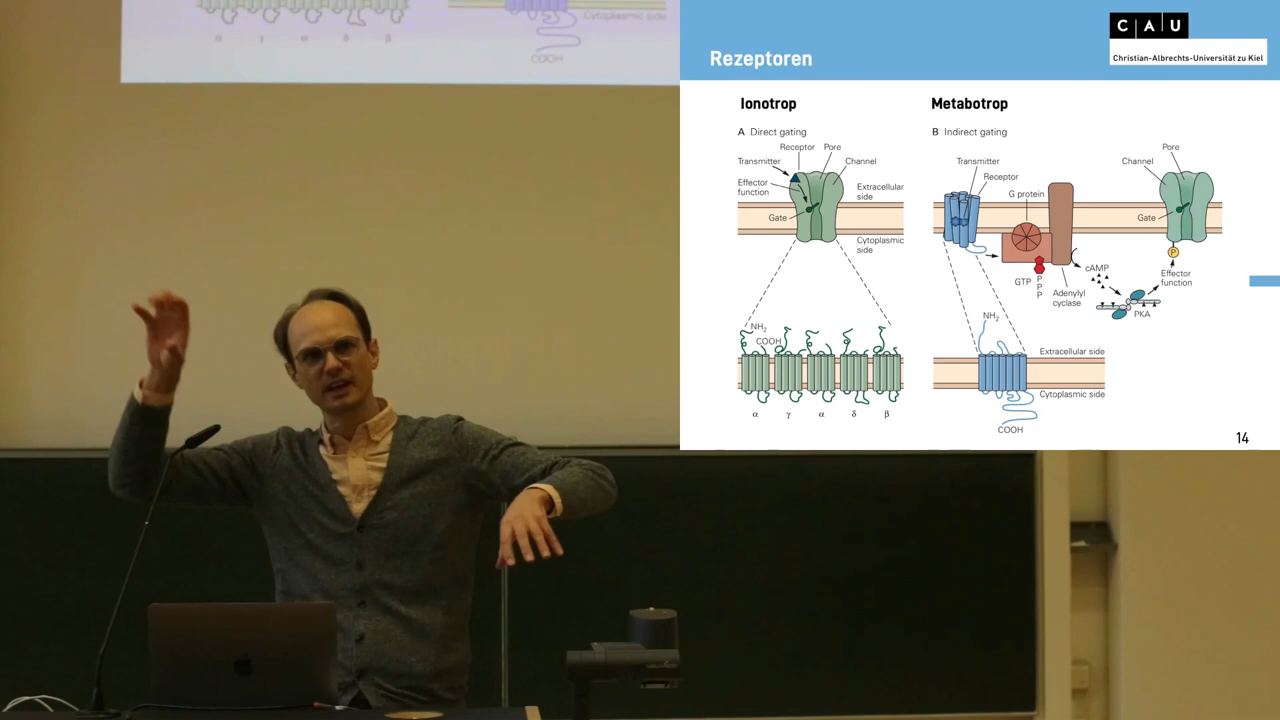 α γ α δ β
Cytoplasmic side
COOH
Rezeptoren
C A U
Christian-Albrechts-Universität zu Kiel
Ionotrop
Metabotrop
A Direct gating
Receptor Pore
Transmitter
Channel
Effector
function
Extracellular
side
Gate
Cytoplasmic
side
NH₂
COOH
α γ α δ β
B Indirect gating
Transmitter
Receptor
G protein
Pore
Channel
Gate
P
GTP
P
P
P
Adenylyl
cyclase
cAMP
PKA
Effector
function
NH₂
Extracellular side
Cytoplasmic side
COOH
14